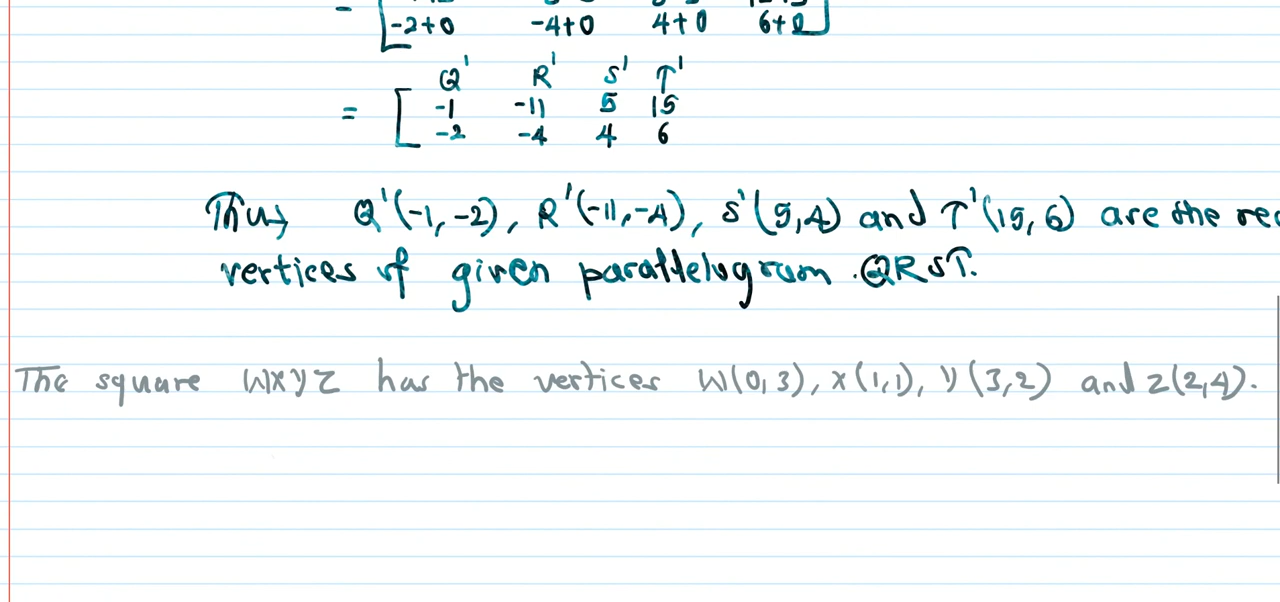 -2+0 -4+0 4+0 6+0
Q' R' S' T'
= [ -1 -11 5 15
-2 -4 4 6
Thus Q'(-1,-2), R'(-11,-4), S'(5,4) and T'(15,6) are the
vertices of given parallelogram QRST.
The square WXYZ has the vertices W(0,3), X(1,1), Y(3,2) and Z(2,4).